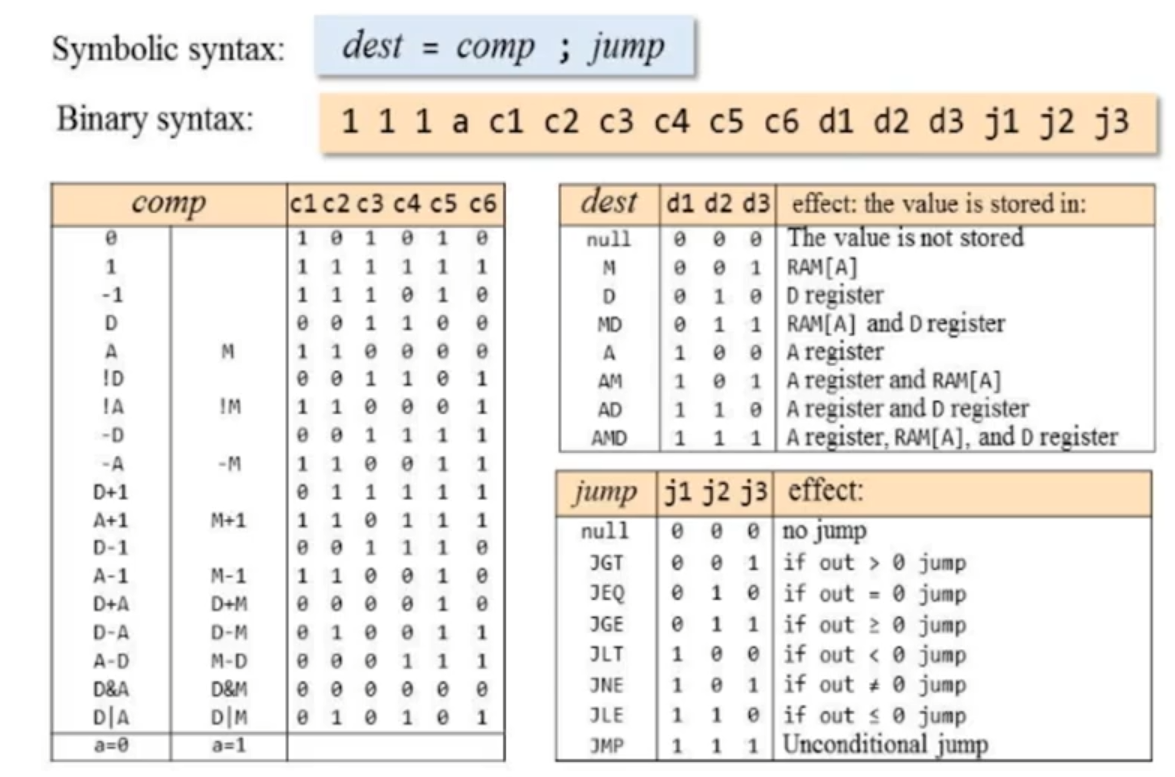 Symbolic syntax: dest = comp ; jump
Binary syntax: 1 1 1 a c1 c2 c3 c4 c5 c6 d1 d2 d3 j1 j2 j3
comp c1 c2 c3 c4 c5 c6
0 1 0 1 0 1 0
1 1 1 1 1 1 1
-1 1 1 1 0 1 0
D 0 0 1 1 0 0
A M 1 1 0 0 0 0
!D 0 0 1 1 0 1
!A !M 1 1 0 0 0 1
-D 0 0 1 1 1 1
-A -M 1 1 0 0 1 1
D+1 0 1 1 1 1 1
A+1 M+1 1 1 0 1 1 1
D-1 0 0 1 1 1 0
A-1 M-1 1 1 0 0 1 0
D+A D+M 0 0 0 0 1 0
D-A D-M 0 1 0 0 1 1
A-D M-D 0 0 0 1 1 1
D&A D&M 0 0 0 0 0 0
D|A D|M 0 1 0 1 0 1
a=0 a=1
dest d1 d2 d3 effect: the value is stored in:
null 0 0 0 The value is not stored
M 0 0 1 RAM[A]
D 0 1 0 D register
MD 0 1 1 RAM[A] and D register
A 1 0 0 A register
AM 1 0 1 A register and RAM[A]
AD 1 1 0 A register and D register
AMD 1 1 1 A register, RAM[A], and D register
jump j1 j2 j3 effect:
null 0 0 0 no jump
JGT 0 0 1 if out > 0 jump
JEQ 0 1 0 if out = 0 jump
JGE 0 1 1 if out ≥ 0 jump
JLT 1 0 0 if out < 0 jump
JNE 1 0 1 if out ≠ 0 jump
JLE 1 1 0 if out ≤ 0 jump
JMP 1 1 1 Unconditional jump